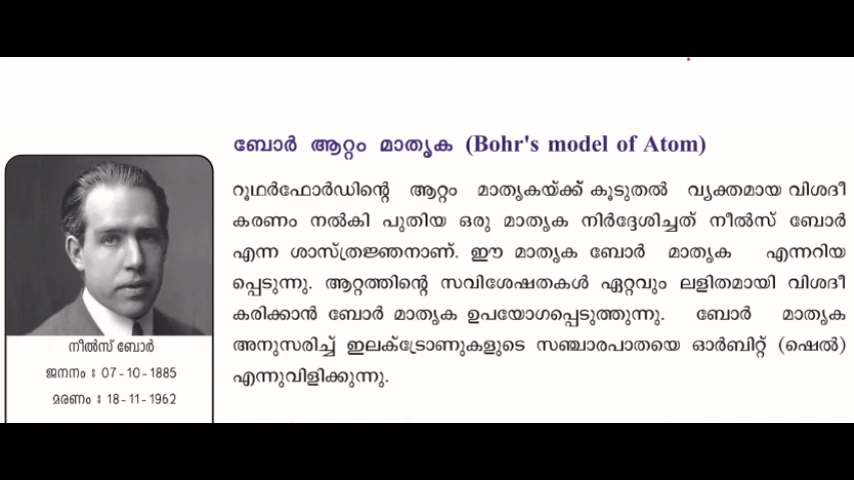 ബോർ ആറ്റം മാതൃക (Bohr's model of Atom)
റൂഥർഫോർഡിന്റെ ആറ്റം മാതൃകയ്ക്ക് കൂടുതൽ വ്യക്തമായ വിശദീ
കരണം നൽകി പുതിയ ഒരു മാതൃക നിർദ്ദേശിച്ചത് നീൽസ് ബോർ
എന്ന ശാസ്ത്രജ്ഞനാണ്. ഈ മാതൃക ബോർ മാതൃക എന്നറിയ
പ്പെടുന്നു. ആറ്റത്തിന്റെ സവിശേഷതകൾ ഏറ്റവും ലളിതമായി വിശദീ
കരിക്കാൻ ബോർ മാതൃക ഉപയോഗപ്പെടുത്തുന്നു. ബോർ മാതൃക
അനുസരിച്ച് ഇലക്ട്രോണുകളുടെ സഞ്ചാരപാതയെ ഓർബിറ്റ് (ഷെൽ)
എന്നുവിളിക്കുന്നു.
നീൽസ് ബോർ
ജനനം : 07-10-1885
മരണം : 18-11-1962